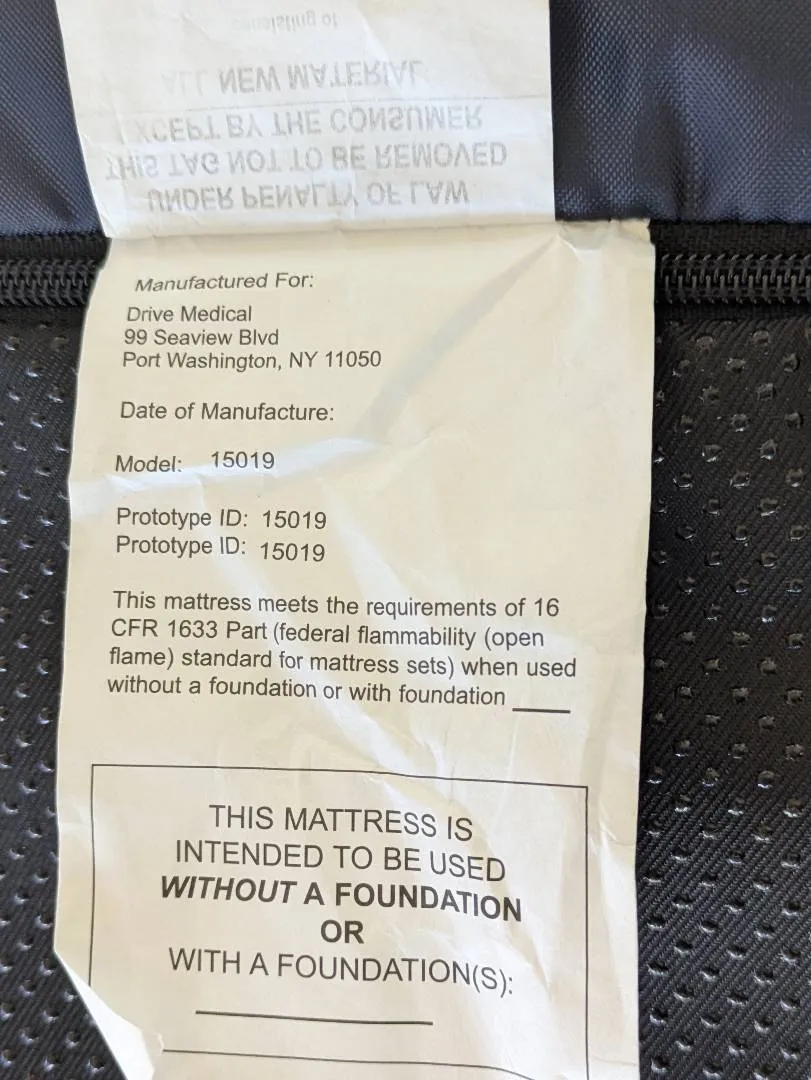 consisting of
ALL NEW MATERIAL
EXCEPT BY THE CONSUMER
THIS TAG NOT TO BE REMOVED
UNDER PENALTY OF LAW
Manufactured For:
Drive Medical
99 Seaview Blvd
Port Washington, NY 11050
Date of Manufacture:
Model: 15019
Prototype ID: 15019
Prototype ID: 15019
This mattress meets the requirements of 16
CFR 1633 Part (federal flammability (open
flame) standard for mattress sets) when used
without a foundation or with foundation ____
THIS MATTRESS IS
INTENDED TO BE USED
WITHOUT A FOUNDATION
OR
WITH A FOUNDATION(S):